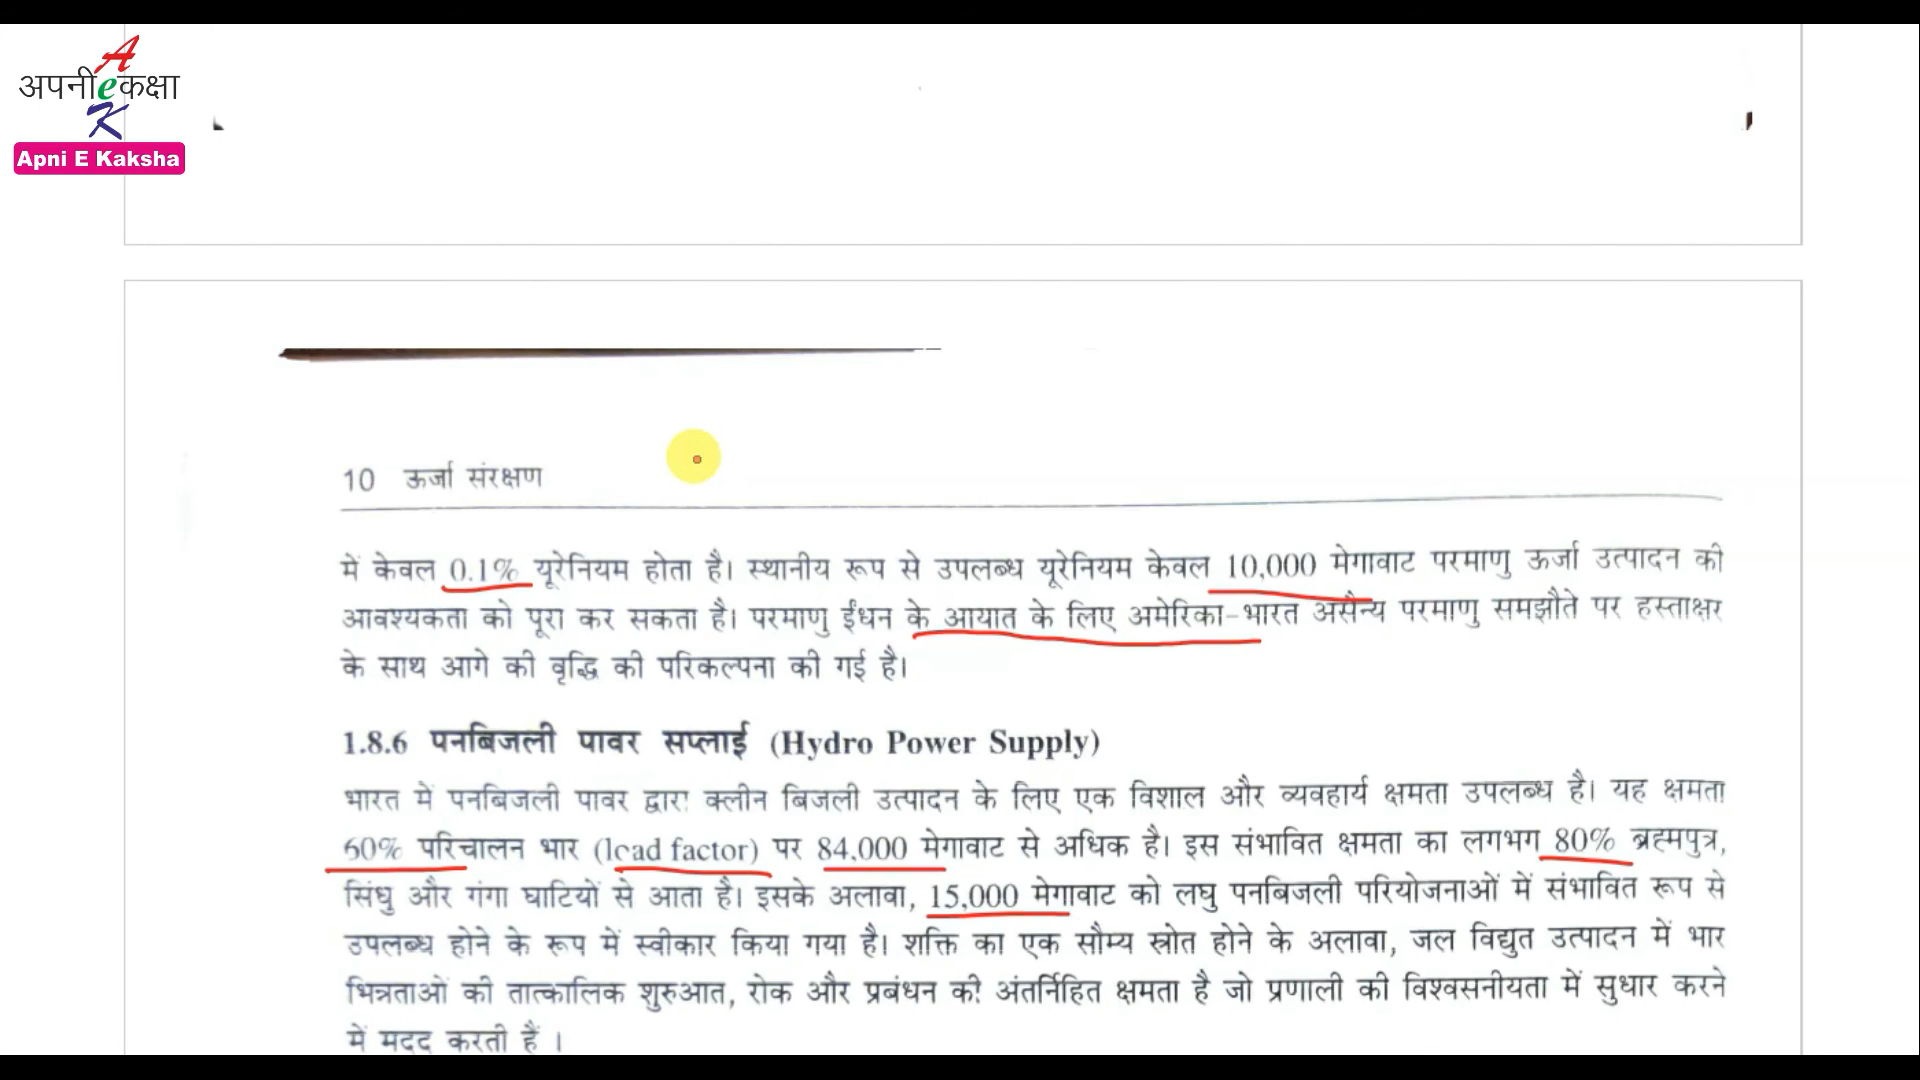 अपनीeकक्षा
A
K
Apni E Kaksha
10 ऊर्जा संरक्षण
में केवल 0.1% यूरेनियम होता है। स्थानीय रूप से उपलब्ध यूरेनियम केवल 10,000 मेगावाट परमाणु ऊर्जा उत्पादन की
आवश्यकता को पूरा कर सकता है। परमाणु ईंधन के आयात के लिए अमेरिका-भारत असैन्य परमाणु समझौते पर हस्ताक्षर
के साथ आगे की वृद्धि की परिकल्पना की गई है।
1.8.6 पनबिजली पावर सप्लाई (Hydro Power Supply)
भारत में पनबिजली पावर द्वारा क्लीन बिजली उत्पादन के लिए एक विशाल और व्यवहार्य क्षमता उपलब्ध है। यह क्षमता
60% परिचालन भार (load factor) पर 84,000 मेगावाट से अधिक है। इस संभावित क्षमता का लगभग 80% ब्रह्मपुत्र,
सिंधु और गंगा घाटियों से आता है। इसके अलावा, 15,000 मेगावाट को लघु पनबिजली परियोजनाओं में संभावित रूप से
उपलब्ध होने के रूप में स्वीकार किया गया है। शक्ति का एक सौम्य स्रोत होने के अलावा, जल विद्युत उत्पादन में भार
भिन्नताओं की तात्कालिक शुरुआत, रोक और प्रबंधन की अंतर्निहित क्षमता है जो प्रणाली की विश्वसनीयता में सुधार करने
में मदद करती हैं ।